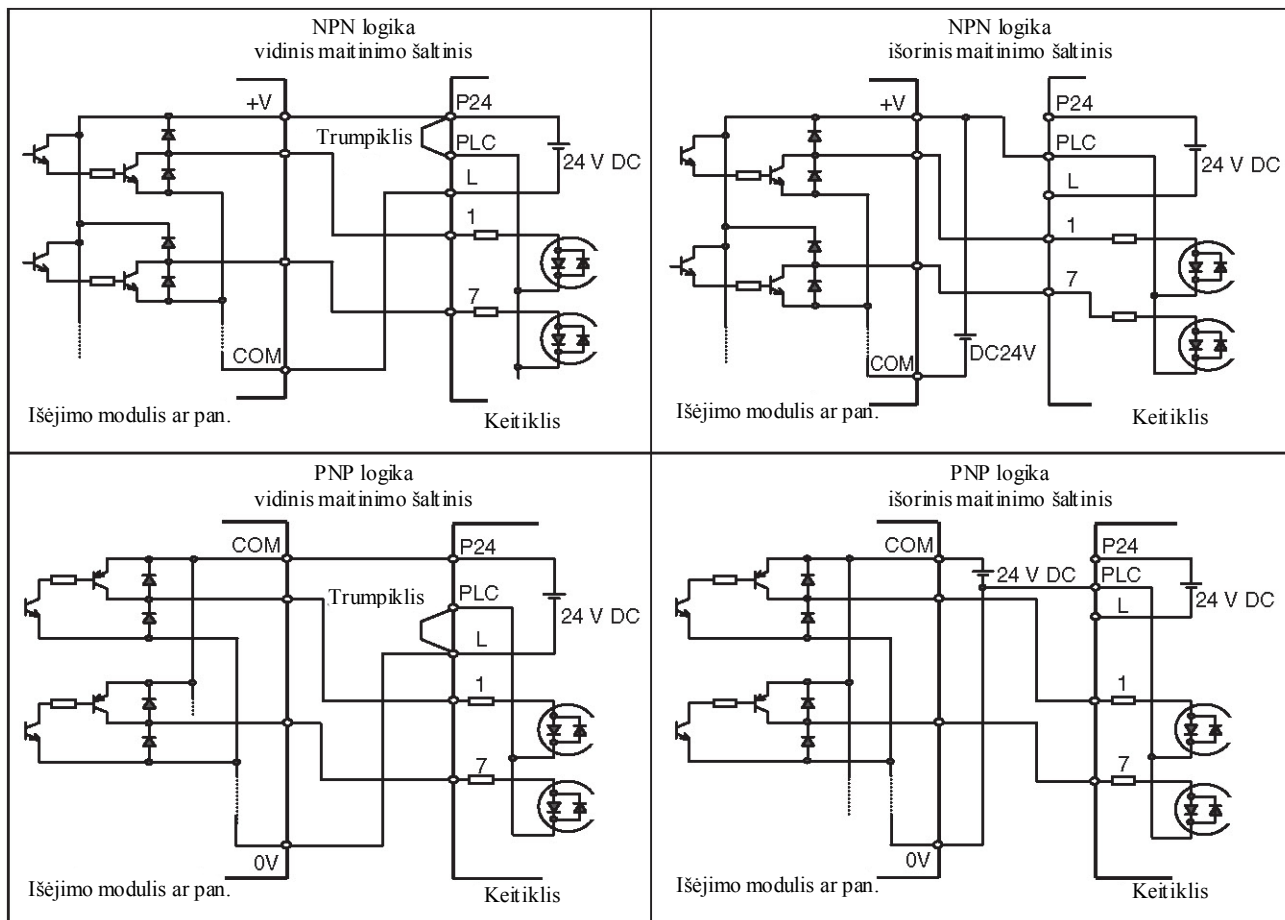 NPN logika
vidinis maitinimo šaltinis
+V
P24
Trumpiklis
PLC
24 V DC
L
1
7
COM
Išėjimo modulis ar pan.
Keitiklis
NPN logika
išorinis maitinimo šaltinis
+V
P24
PLC
24 V DC
L
1
7
DC24V
COM
Išėjimo modulis ar pan.
Keitiklis
PNP logika
vidinis maitinimo šaltinis
COM
P24
Trumpiklis
PLC
24 V DC
L
1
7
0V
Išėjimo modulis ar pan.
Keitiklis
PNP logika
išorinis maitinimo šaltinis
COM
P24
24 V DC
PLC
24 V DC
L
1
7
0V
Išėjimo modulis ar pan.
Keitiklis